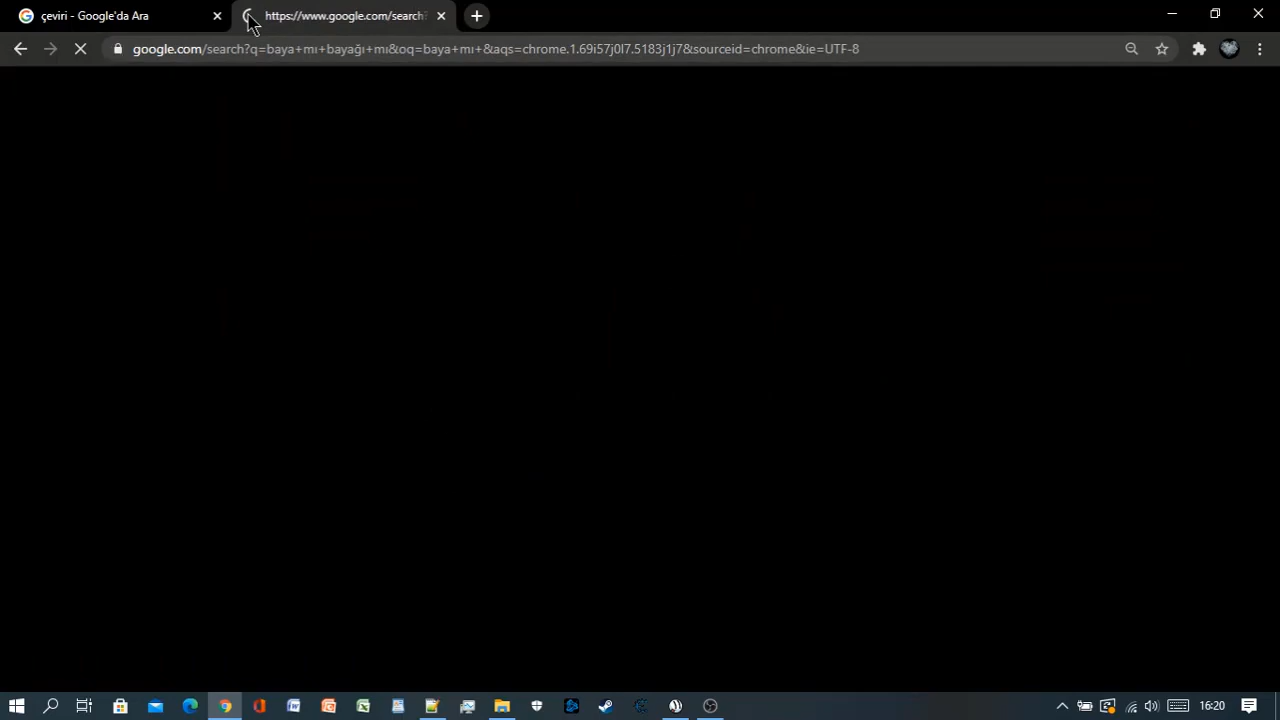 çeviri - Google'da Ara
https://www.google.com/search?
google.com/search?q=baya+mı+bayağı+mı&oq=baya+mı+&aqs=chrome.1.69i57j0l7.5183j1j7&sourceid=chrome&ie=UTF-8
16:20